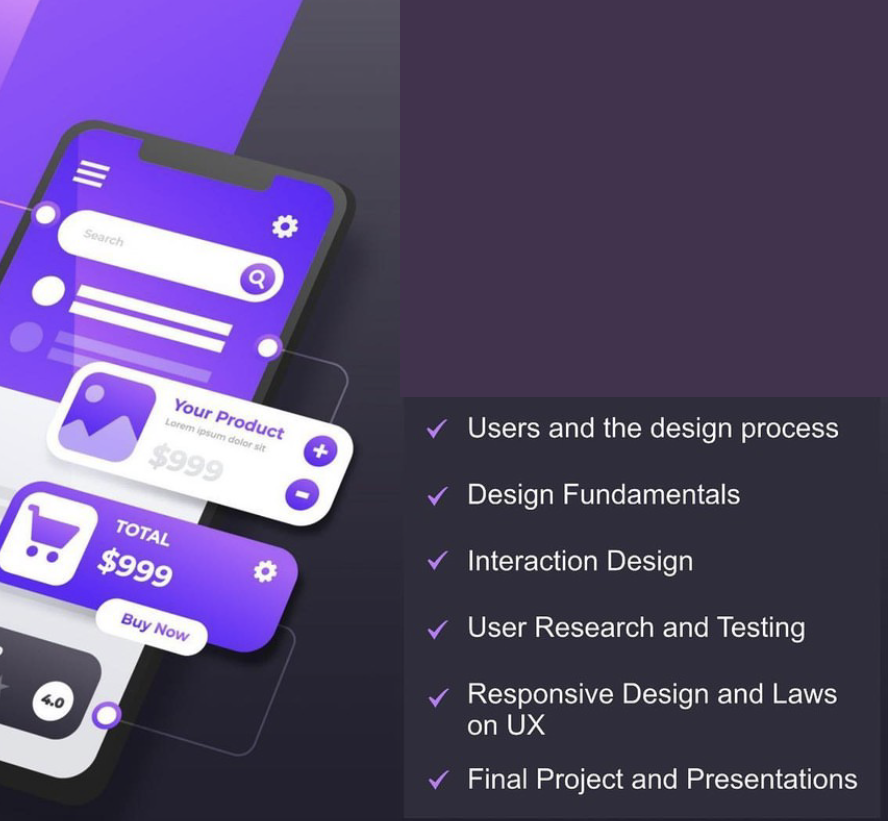 Search
Your Product
Lorem ipsum dolor sit
$999
TOTAL
$999
Buy Now
4.0
Users and the design process
Design Fundamentals
Interaction Design
User Research and Testing
Responsive Design and Laws
on UX
Final Project and Presentations